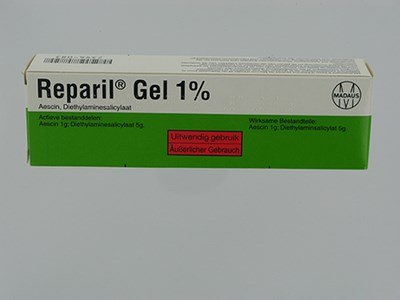 Reparil® Gel 1%
Aescin, Diethylaminesalicylaat
MADAUS
Actieve bestanddelen:
Aescin 1g; Diethylaminesalicylaat 5g.
Wirksame Bestandteile:
Aescin 1g; Diethylaminesalicylat 5g.
Uitwendig gebruik
Äußerlicher Gebrauch